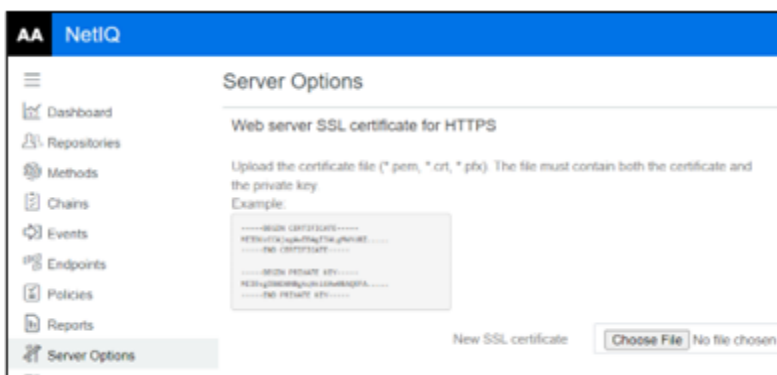 AA NetIQ
Server Options
Web server SSL certificate for HTTPS
Upload the certificate file (*.pem, *.crt, *.pfx). The file must contain both the certificate and
the private key.
Example:
-----BEGIN CERTIFICATE-----
-----END CERTIFICATE-----
-----BEGIN PRIVATE KEY-----
-----END PRIVATE KEY-----
New SSL certificate Choose File No file chosen
Dashboard
Repositories
Methods
Chains
Events
Endpoints
Policies
Reports
Server Options